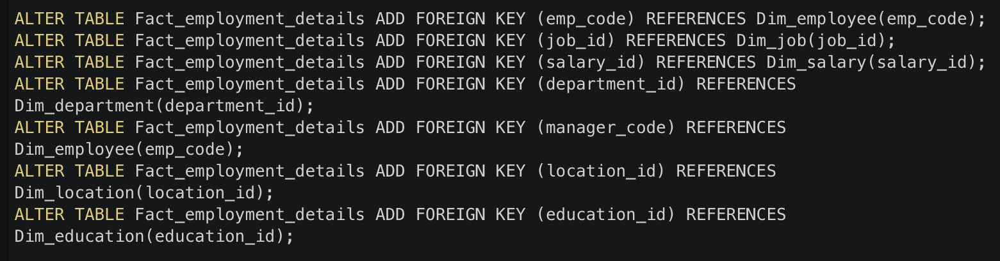 ALTER TABLE Fact_employment_details ADD FOREIGN KEY (emp_code) REFERENCES Dim_employee(emp_code);
ALTER TABLE Fact_employment_details ADD FOREIGN KEY (job_id) REFERENCES Dim_job(job_id);
ALTER TABLE Fact_employment_details ADD FOREIGN KEY (salary_id) REFERENCES Dim_salary(salary_id);
ALTER TABLE Fact_employment_details ADD FOREIGN KEY (department_id) REFERENCES
Dim_department(department_id);
ALTER TABLE Fact_employment_details ADD FOREIGN KEY (manager_code) REFERENCES
Dim_employee(emp_code);
ALTER TABLE Fact_employment_details ADD FOREIGN KEY (location_id) REFERENCES
Dim_location(location_id);
ALTER TABLE Fact_employment_details ADD FOREIGN KEY (education_id) REFERENCES
Dim_education(education_id);